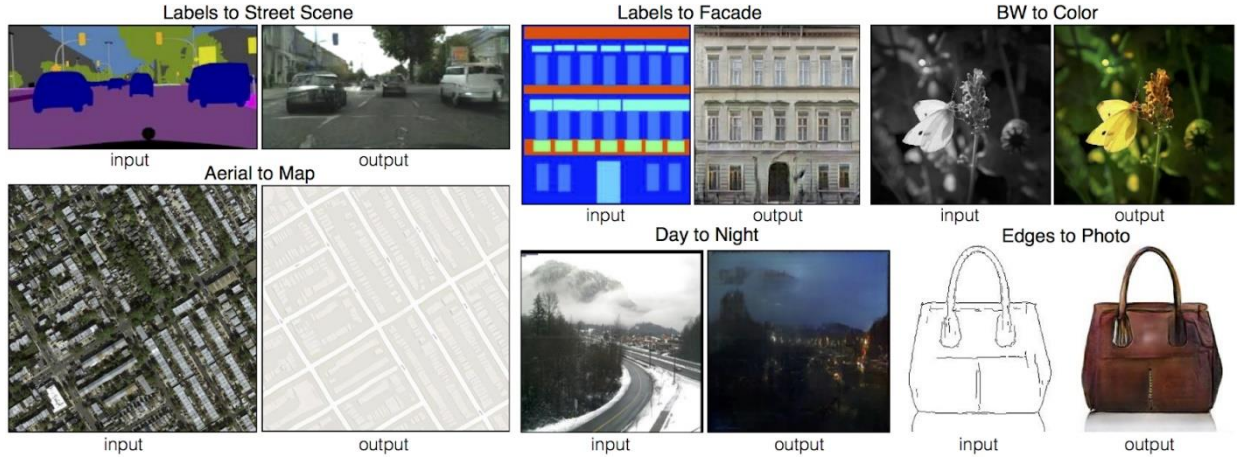 Labels to Street Scene
input
output
Aerial to Map
input
output
Labels to Facade
input
output
BW to Color
input
output
Day to Night
input
output
Edges to Photo
input
output